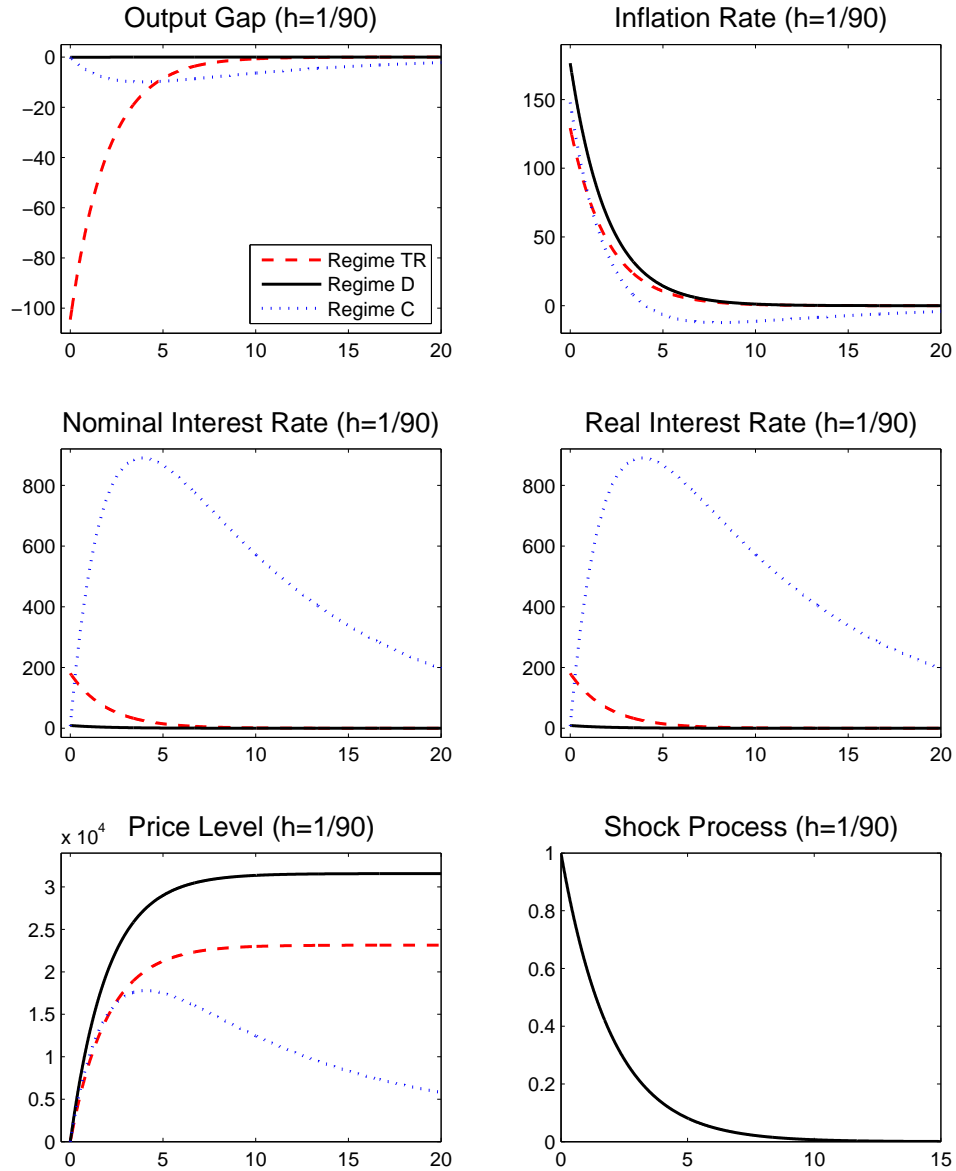 Output Gap (h=1/90)
0
−20
−40
−60
−80
−100
0 5 10 15 20
Regime TR
Regime D
Regime C
Inflation Rate (h=1/90)
150
100
50
0
0 5 10 15 20
Nominal Interest Rate (h=1/90)
800
600
400
200
0
0 5 10 15 20
Real Interest Rate (h=1/90)
800
600
400
200
0
0 5 10 15 20
x 10^4
Price Level (h=1/90)
3
2.5
2
1.5
1
0.5
0
0 5 10 15 20
Shock Process (h=1/90)
1
0.8
0.6
0.4
0.2
0
0 5 10 15